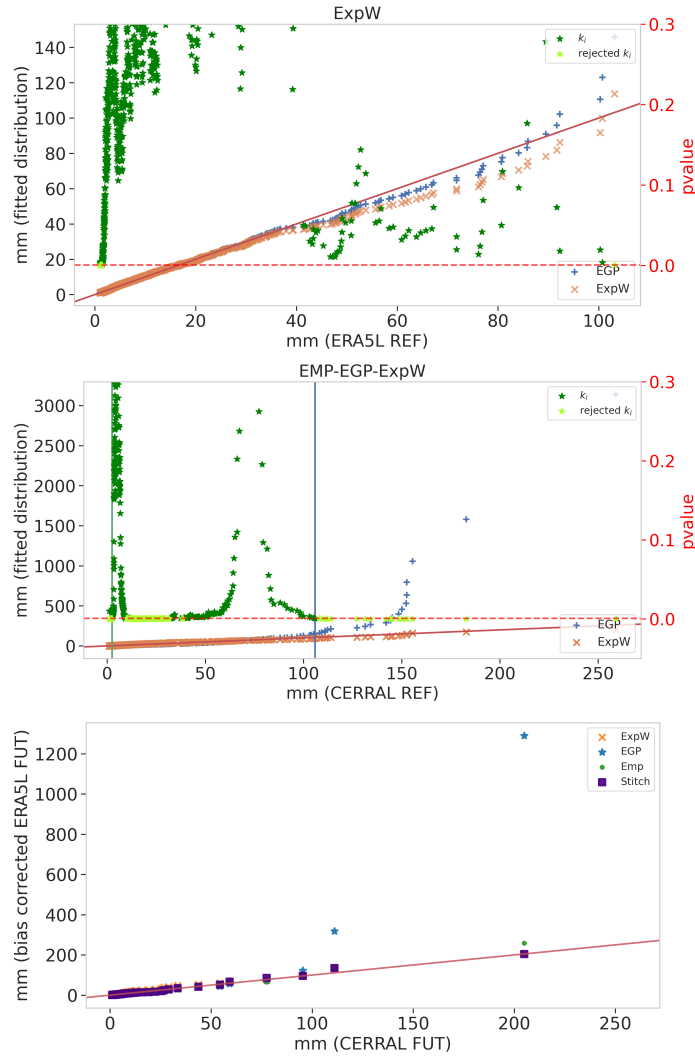 ExpW
mm (fitted distribution)
140
120
100
80
60
40
20
0
0.3
0.2
0.1
0.0
pvalue
k_i
rejected k_i
EGP
ExpW
0
20
40
60
80
100
mm (ERA5L REF)
EMP-EGP-ExpW
mm (fitted distribution)
3000
2500
2000
1500
1000
500
0
0.3
0.2
0.1
0.0
pvalue
k_i
rejected k_i
EGP
ExpW
0
50
100
150
200
250
mm (CERRAL REF)
mm (bias corrected ERA5L FUT)
1200
1000
800
600
400
200
0
ExpW
EGP
Emp
Stitch
0
50
100
150
200
250
mm (CERRAL FUT)